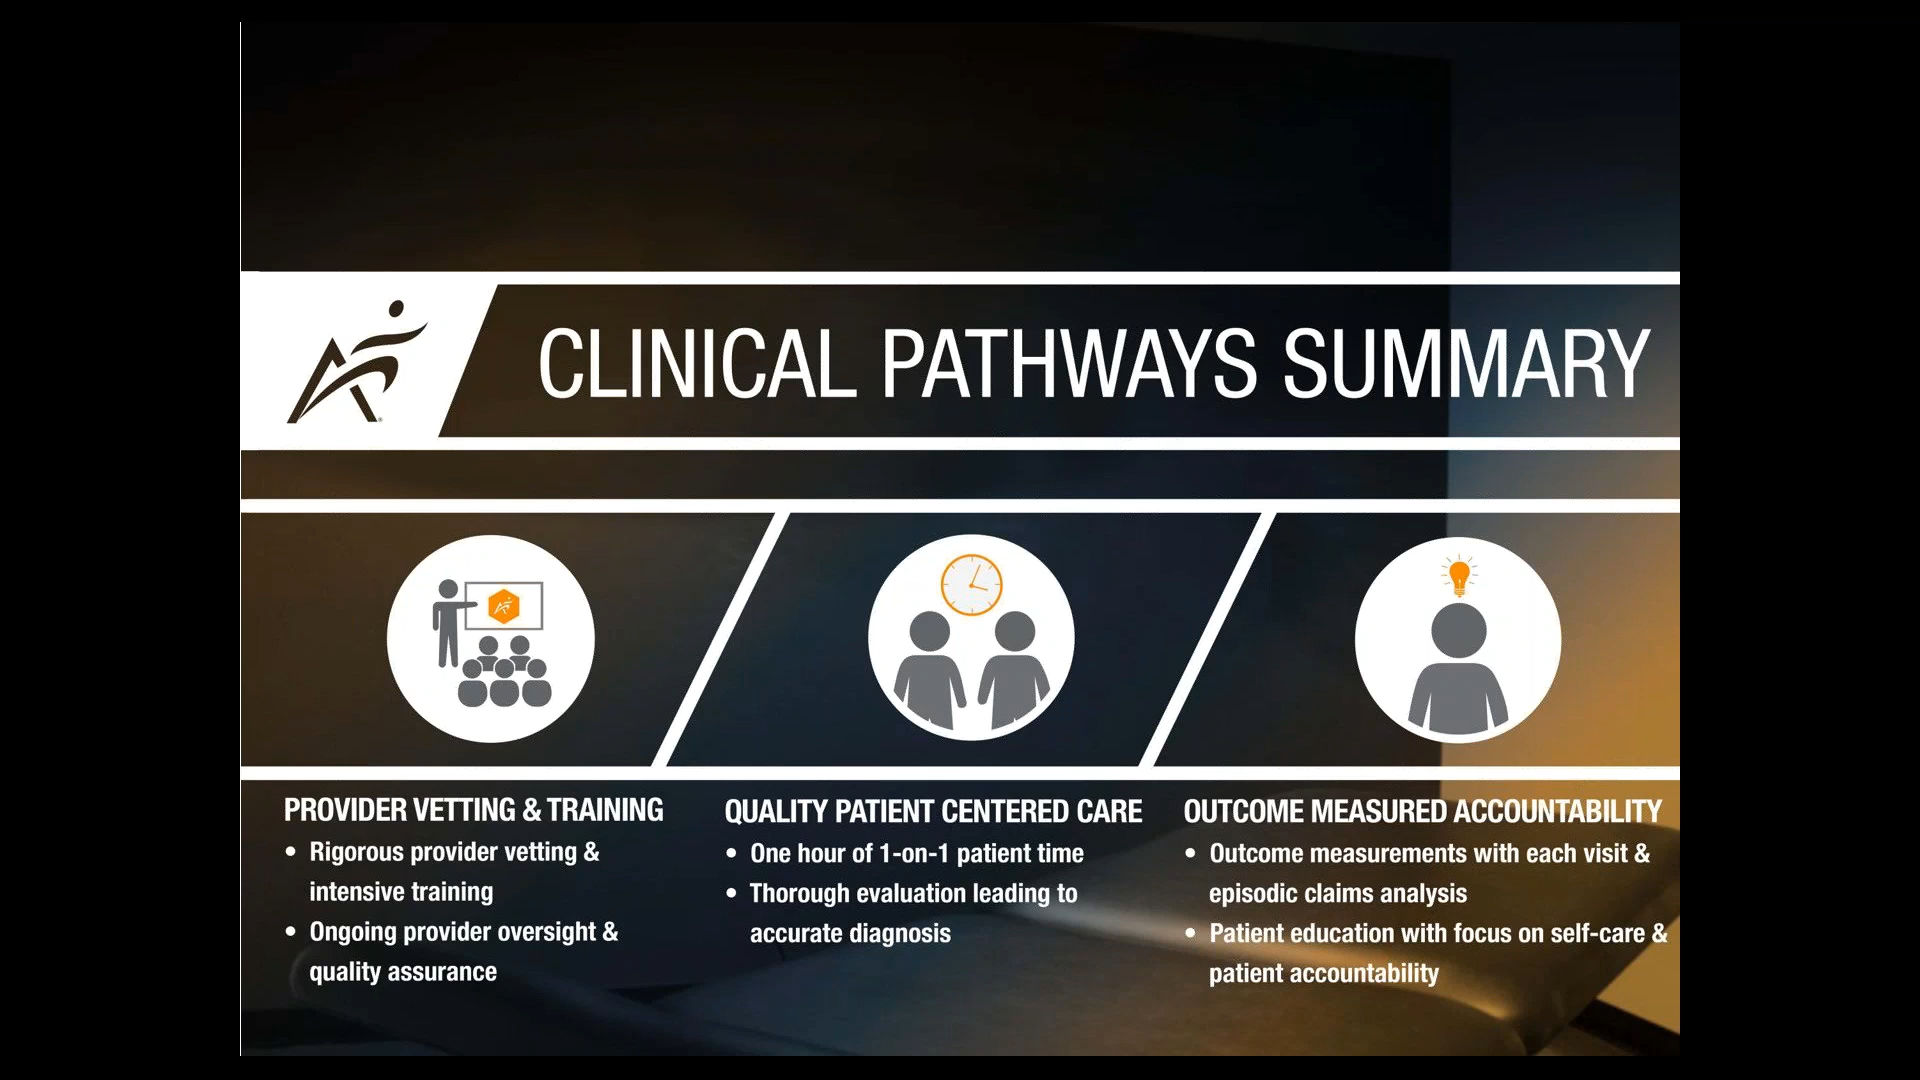 CLINICAL PATHWAYS SUMMARY
PROVIDER VETTING & TRAINING
• Rigorous provider vetting &
intensive training
• Ongoing provider oversight &
quality assurance
QUALITY PATIENT CENTERED CARE
• One hour of 1-on-1 patient time
• Thorough evaluation leading to
accurate diagnosis
OUTCOME MEASURED ACCOUNTABILITY
• Outcome measurements with each visit &
episodic claims analysis
• Patient education with focus on self-care &
patient accountability